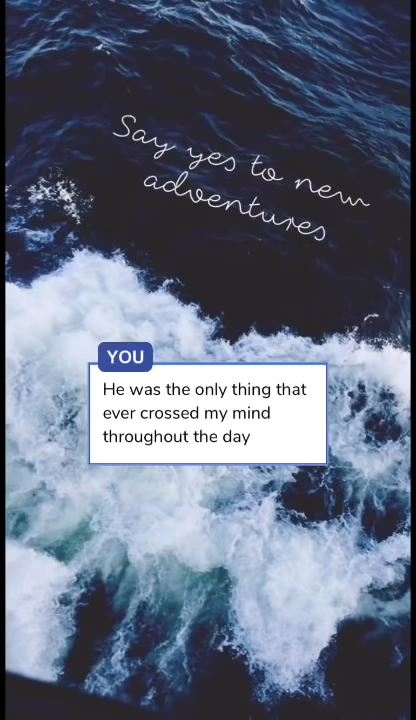 Say yes to new
adventures
YOU
He was the only thing that
ever crossed my mind
throughout the day